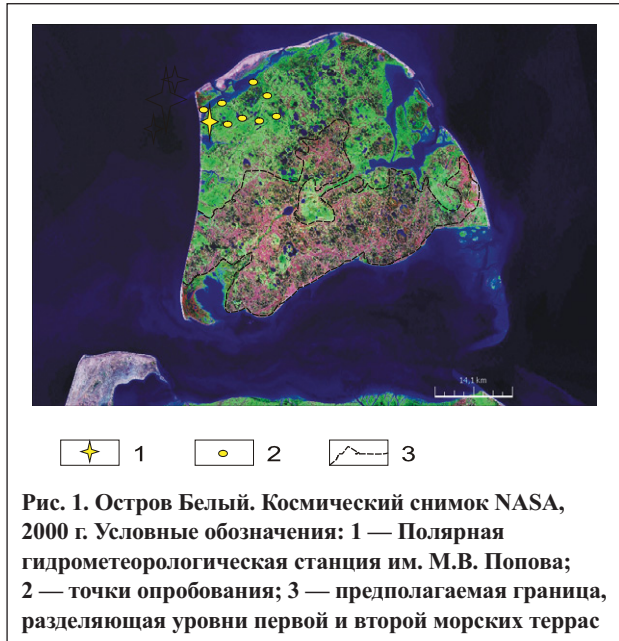 14,1 km
1
2
3
Рис. 1. Остров Белый. Космический снимок NASA,
2000 г. Условные обозначения: 1 — Полярная
гидрометеорологическая станция им. М.В. Попова;
2 — точки опробования; 3 — предполагаемая граница,
разделяющая уровни первой и второй морских террас